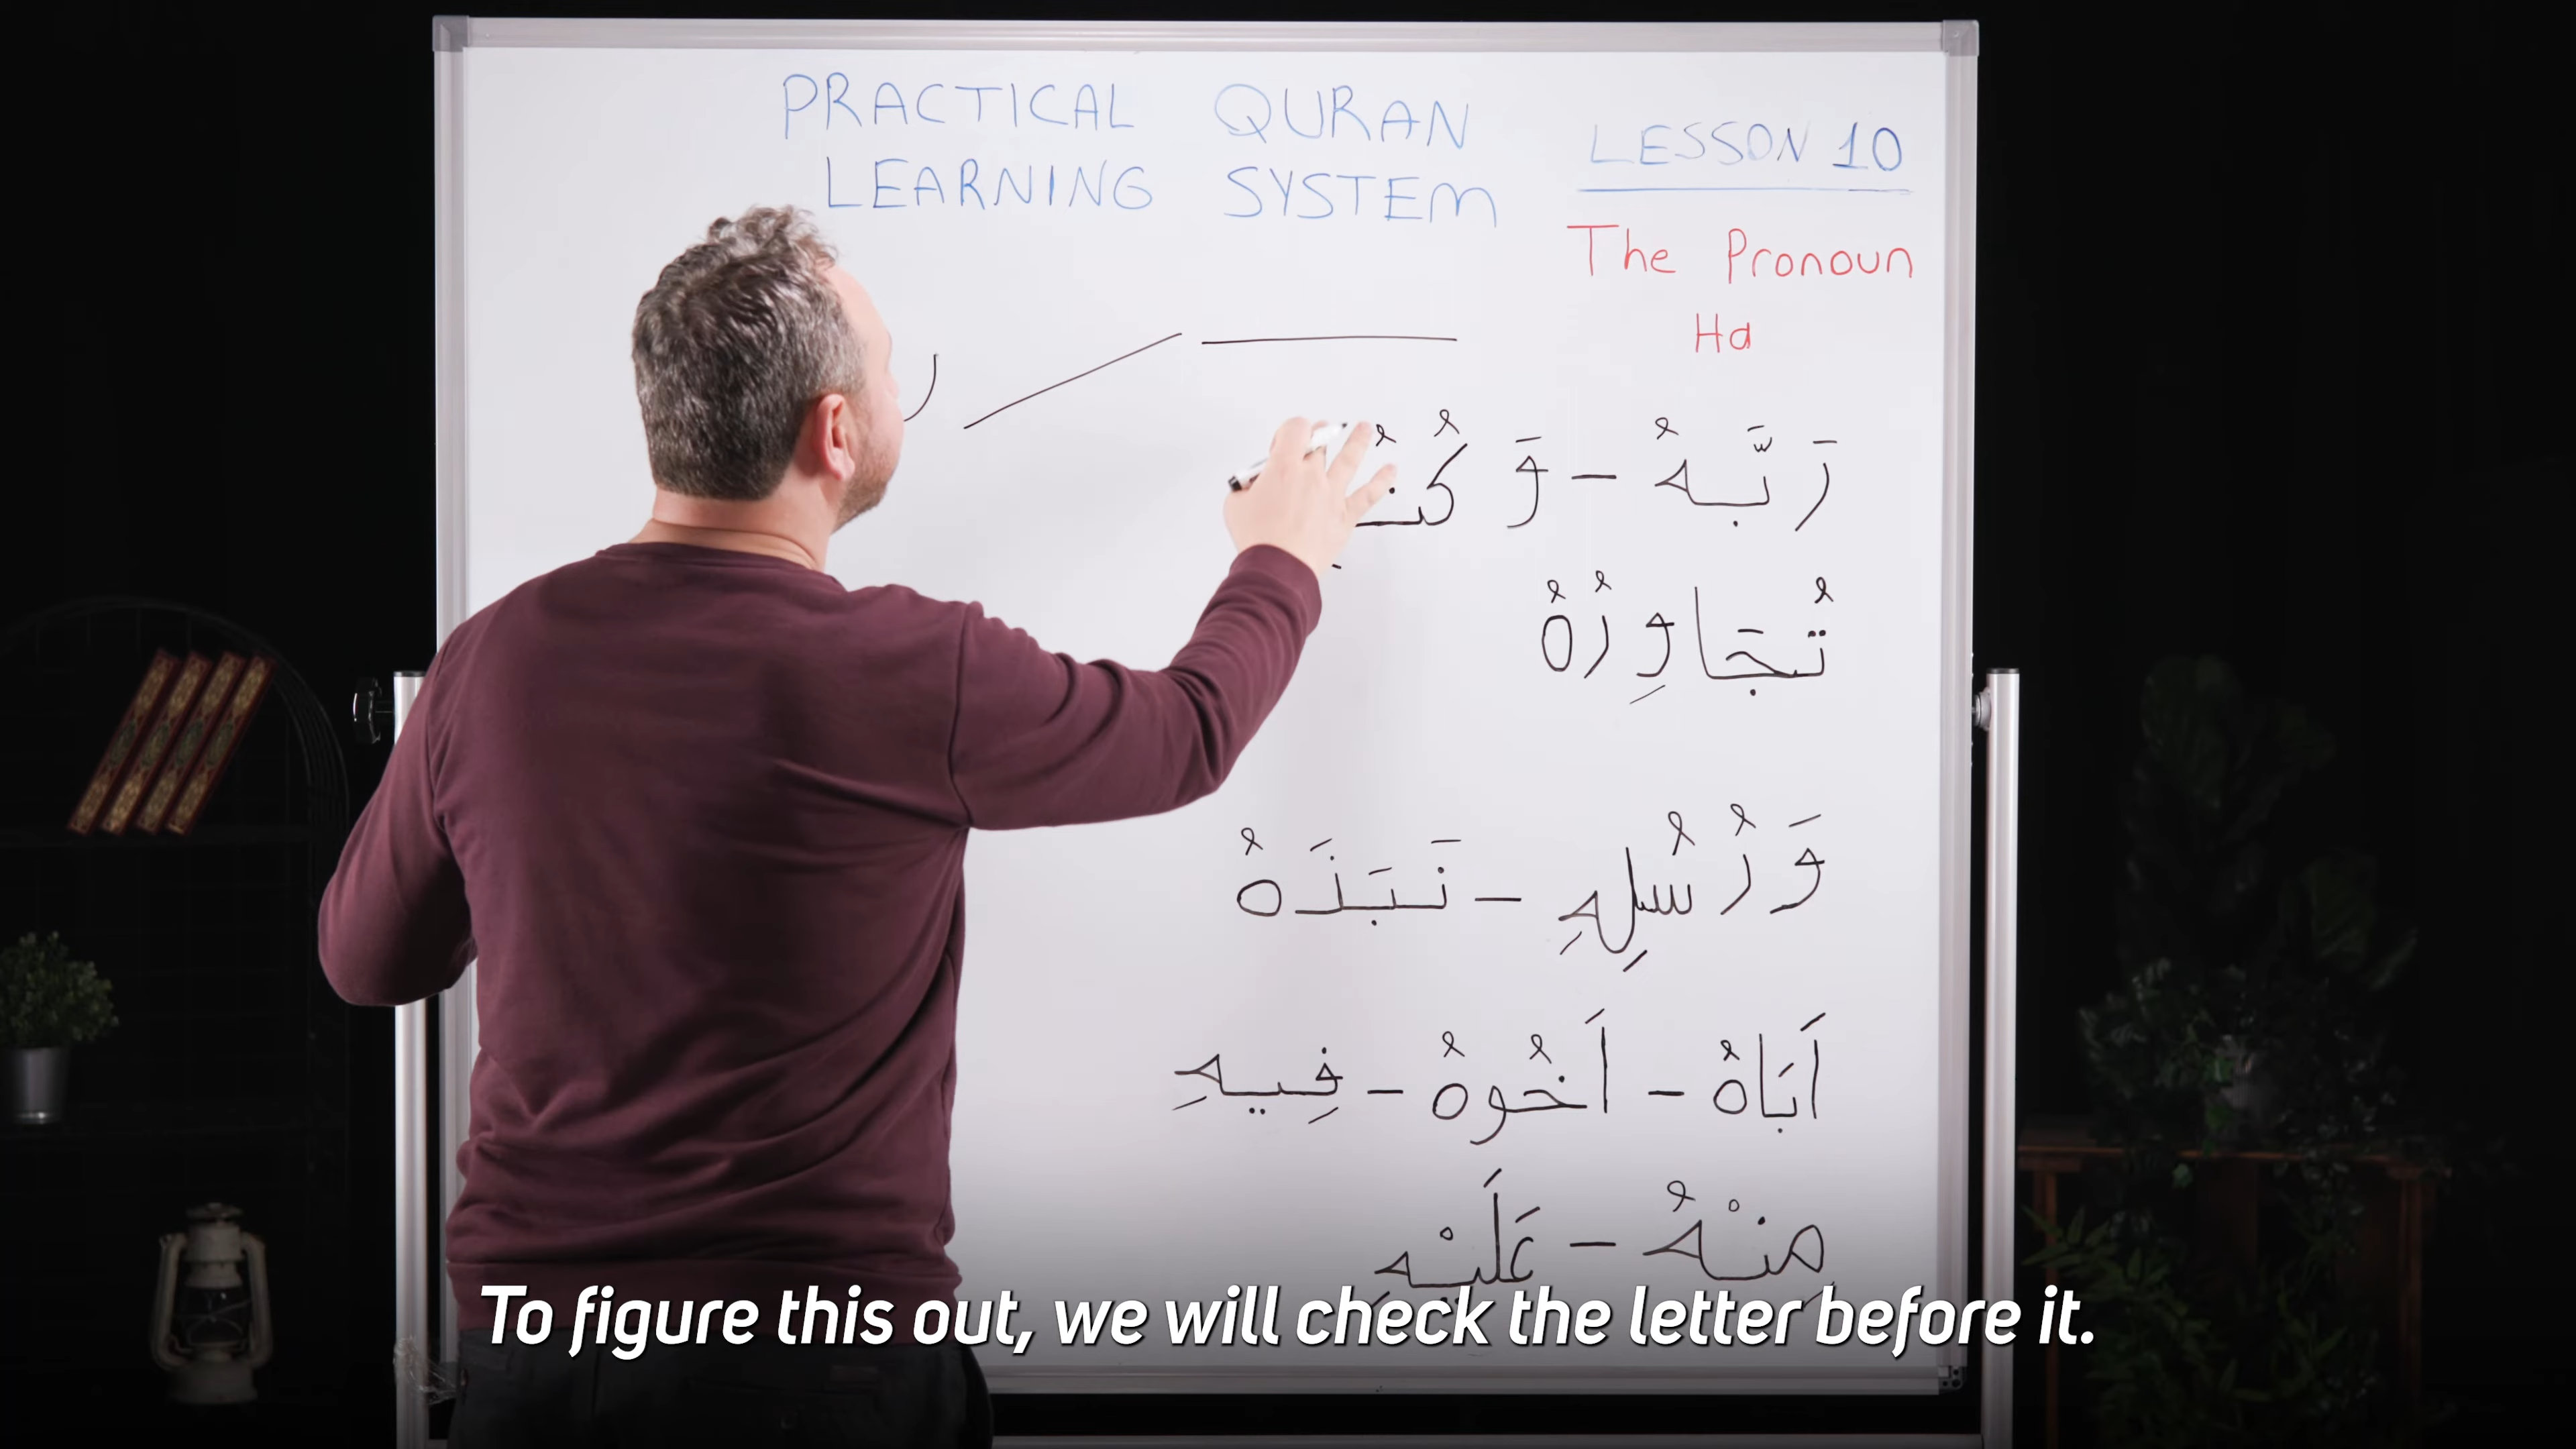 PRACTICAL QURAN
LEARNING SYSTEM
LESSON 10
The Pronoun
Ha
رَبَّهُ - وَ
تُجَاوِرُهُ
وَرُسُلِهِ - نَبَذَهُ
اَبَاهُ - اَخُوهُ - فِيهِ
مِنْهُ - عَلَيْهِ
To figure this out, we will check the letter before it.